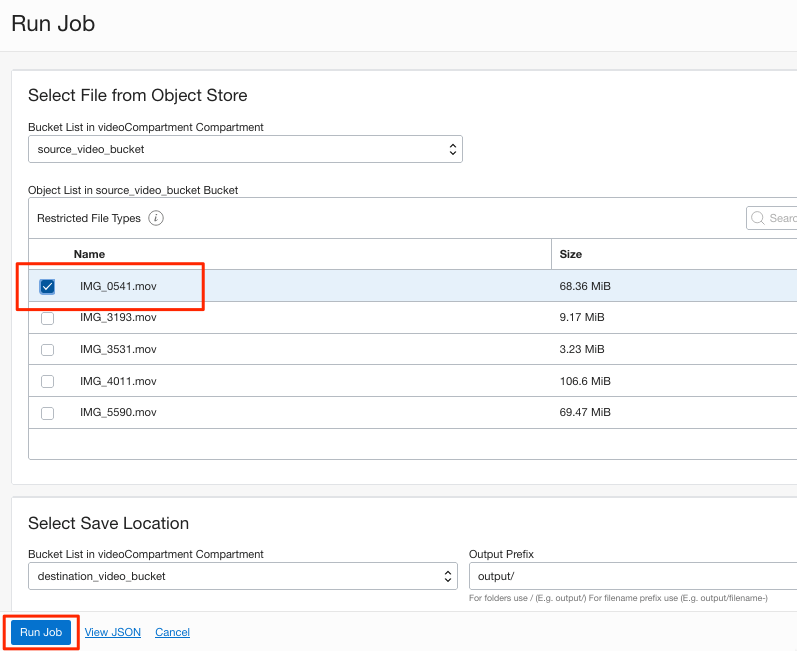 Run Job
Select File from Object Store
Bucket List in videoCompartment Compartment
source_video_bucket
Object List in source_video_bucket Bucket
Restricted File Types i
Searc
Name Size
IMG_0541.mov 68.36 MiB
IMG_3193.mov 9.17 MiB
IMG_3531.mov 3.23 MiB
IMG_4011.mov 106.6 MiB
IMG_5590.mov 69.47 MiB
Select Save Location
Bucket List in videoCompartment Compartment Output Prefix
destination_video_bucket output/
For folders use / (E.g. output/) For filename prefix use (E.g. output/filename-)
Run Job View JSON Cancel